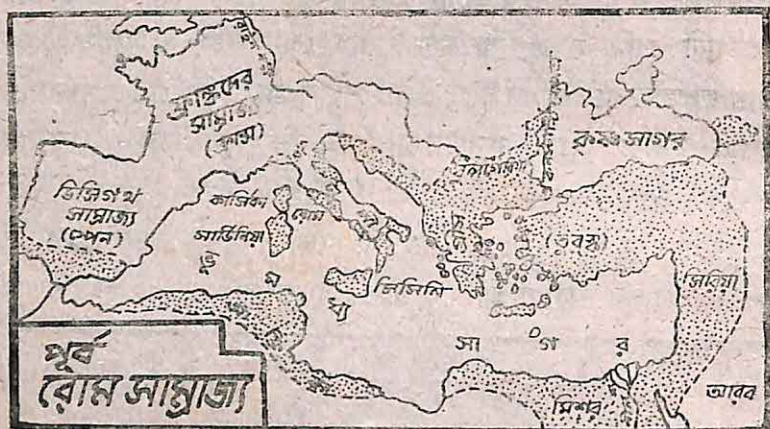 ফ্রাঙ্কদের
সাম্রাজ্য
(ফ্রান্স)
কৃষ্ণসাগর
ভিসিগথ
সাম্রাজ্য
(স্পেন)
কর্সিকা
রোম
সার্ডিনিয়া
(তুরস্ক)
সিসিলি
সিরিয়া
ভূ ম ধ্য
সা গ র
মিশর
আরব
পূর্ব
রোম সাম্রাজ্য